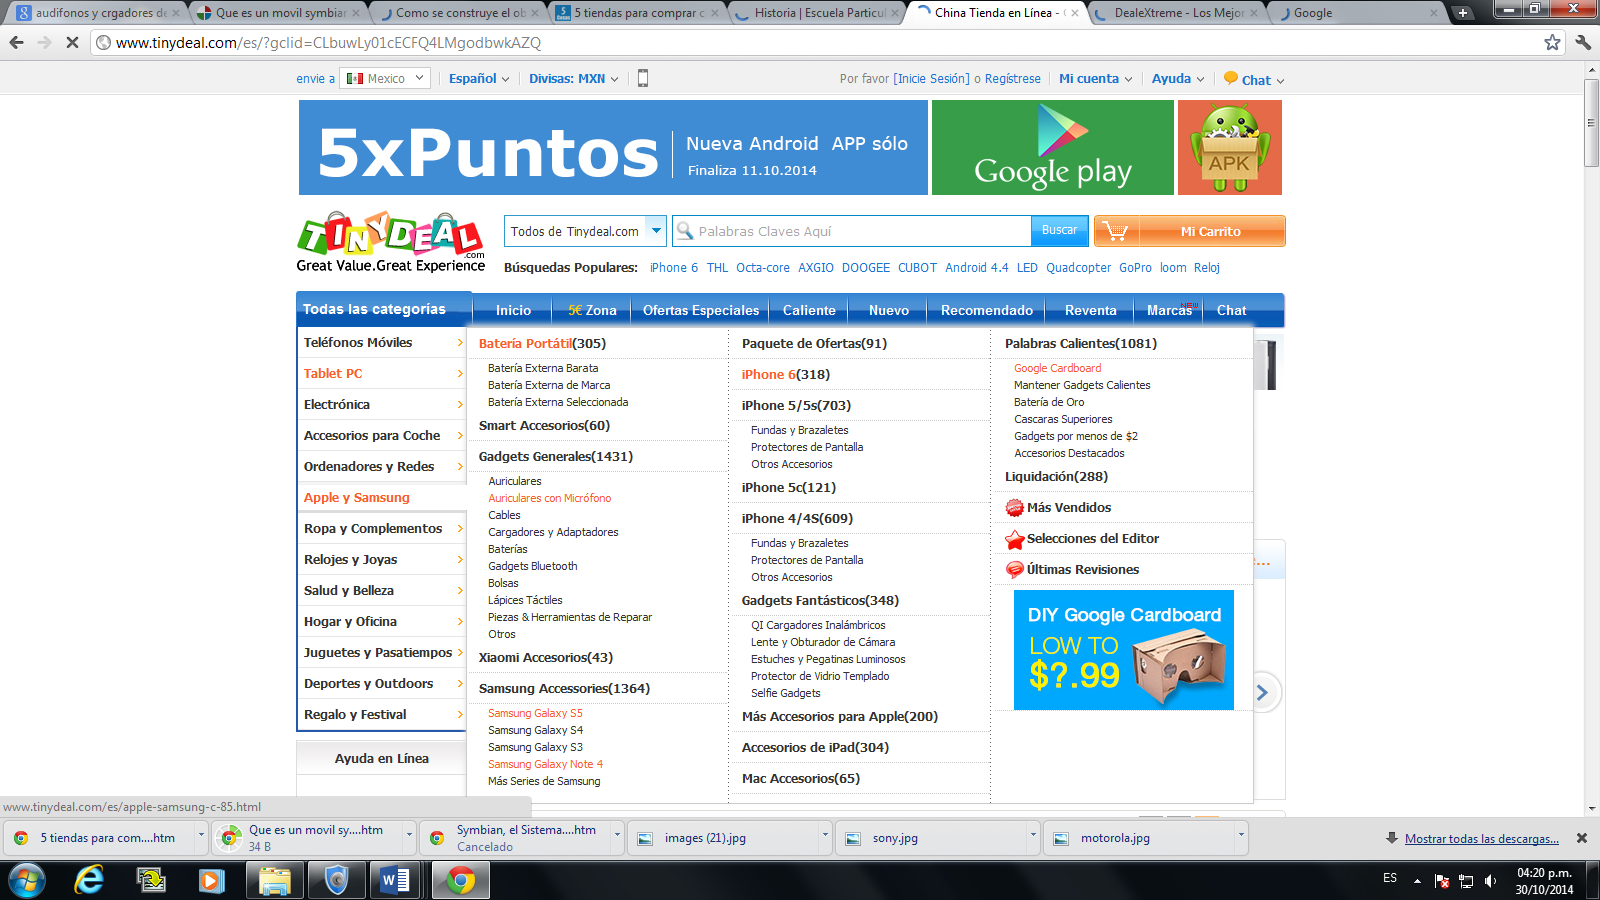 audifonos y crgadores de
Que es un movil symbian
Como se construye el ob
5 tiendas para comprar c
Historia | Escuela Particul
China Tienda en Línea -
DealeXtreme - Los Mejor
Google
www.tinydeal.com/es/?gclid=CLbuwLy01cECFQ4LMgodbwkAZQ
envie a
Mexico
Español
Divisas: MXN
Por favor [Inicie Sesión] o Regístrese
Mi cuenta
Ayuda
Chat
5xPuntos
Nueva Android APP sólo
Finaliza 11.10.2014
Google play
APK
TINYDEAL
.com
Great Value.Great Experience
Todos de Tinydeal.com
Palabras Claves Aquí
Buscar
Mi Carrito
Búsquedas Populares: iPhone 6 THL Octa-core AXGIO DOOGEE CUBOT Android 4.4 LED Quadcopter GoPro loom Reloj
Todas las categorías
Inicio
5€ Zona
Ofertas Especiales
Caliente
Nuevo
Recomendado
Reventa
Marcas
NEW
Chat
Teléfonos Móviles
Tablet PC
Electrónica
Accesorios para Coche
Ordenadores y Redes
Apple y Samsung
Ropa y Complementos
Relojes y Joyas
Salud y Belleza
Hogar y Oficina
Juguetes y Pasatiempos
Deportes y Outdoors
Regalo y Festival
Ayuda en Línea
Batería Portátil(305)
Batería Externa Barata
Batería Externa de Marca
Batería Externa Seleccionada
Smart Accesorios(60)
Gadgets Generales(1431)
Auriculares
Auriculares con Micrófono
Cables
Cargadores y Adaptadores
Baterías
Gadgets Bluetooth
Bolsas
Lápices Táctiles
Piezas & Herramientas de Reparar
Otros
Xiaomi Accesorios(43)
Samsung Accessories(1364)
Samsung Galaxy S5
Samsung Galaxy S4
Samsung Galaxy S3
Samsung Galaxy Note 4
Más Series de Samsung
Paquete de Ofertas(91)
iPhone 6(318)
iPhone 5/5s(703)
Fundas y Brazaletes
Protectores de Pantalla
Otros Accesorios
iPhone 5c(121)
iPhone 4/4S(609)
Fundas y Brazaletes
Protectores de Pantalla
Otros Accesorios
Gadgets Fantásticos(348)
QI Cargadores Inalámbricos
Lente y Obturador de Cámara
Estuches y Pegatinas Luminosos
Protector de Vidrio Templado
Selfie Gadgets
Más Accesorios para Apple(200)
Accesorios de iPad(304)
Mac Accesorios(65)
Palabras Calientes(1081)
Google Cardboard
Mantener Gadgets Calientes
Batería de Oro
Cascaras Superiores
Gadgets por menos de $2
Accesorios Destacados
Liquidación(288)
Más Vendidos
Selecciones del Editor
Últimas Revisiones
DIY Google Cardboard
LOW TO
$?.99
www.tinydeal.com/es/apple-samsung-c-85.html
5 tiendas para com....htm
Que es un movil sy....htm
34 B
Symbian, el Sistema....htm
Cancelado
images (21).jpg
sony.jpg
motorola.jpg
Mostrar todas las descargas...
ES
04:20 p.m.
30/10/2014